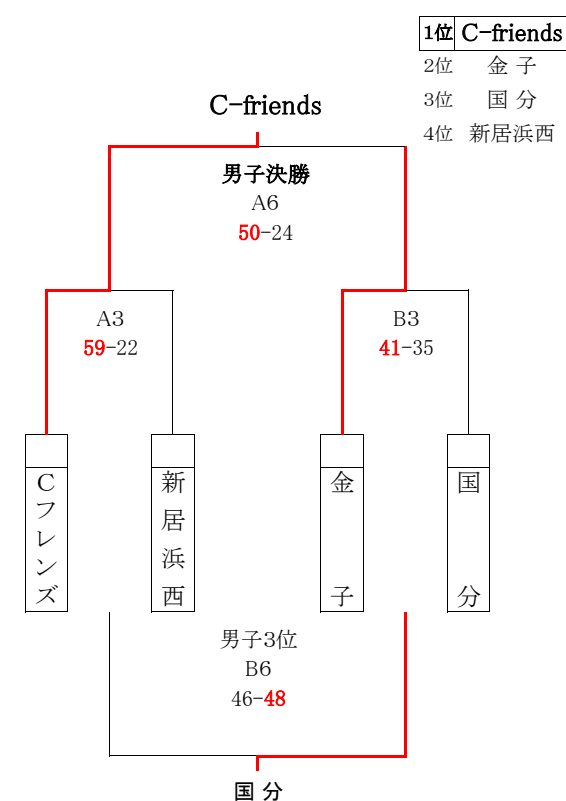 1位 C-friends
2位 金 子
3位 国 分
4位 新居浜西
C-friends
男子決勝
A6
50-24
A3
59-22
B3
41-35
Cフレンズ
新居浜西
金子
国分
男子3位
B6
46-48
国 分